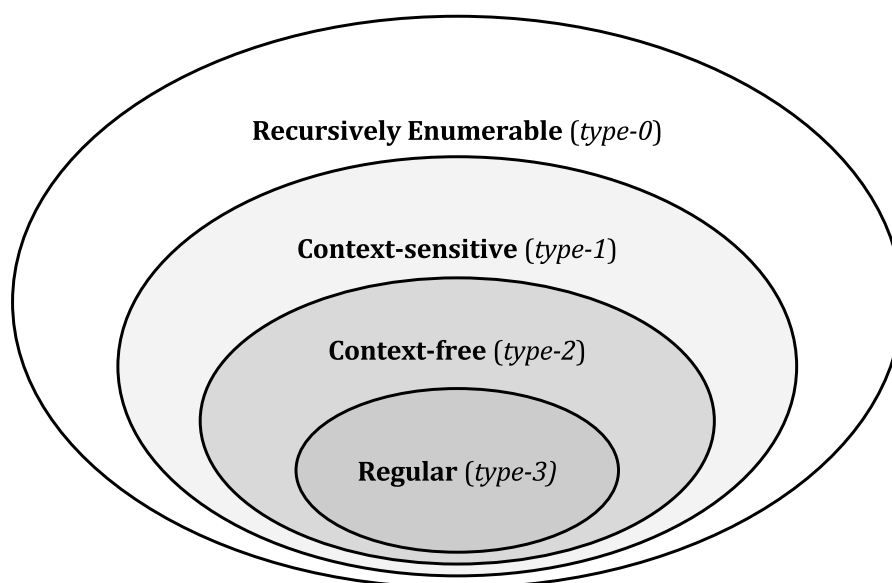 Recursively Enumerable (type-0)
Context-sensitive (type-1)
Context-free (type-2)
Regular (type-3)